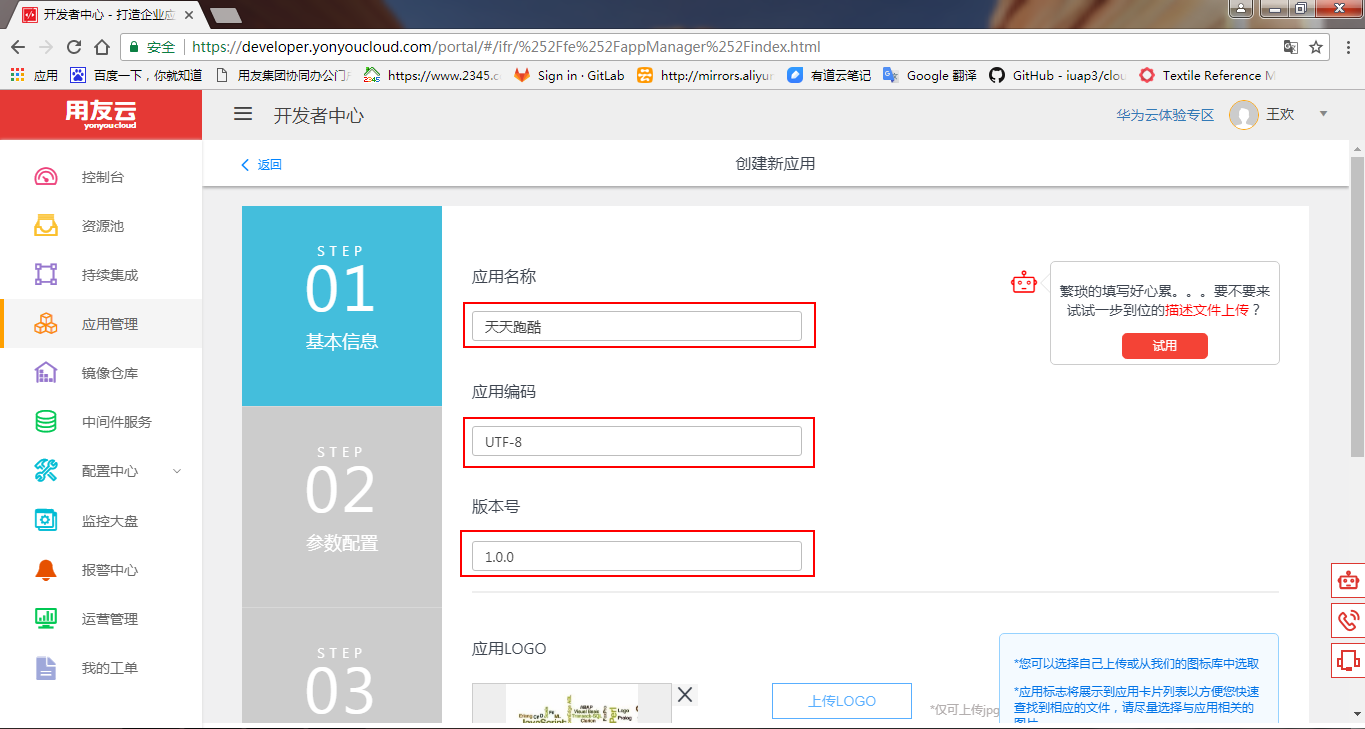 开发者中心 - 打造企业应
安全 https://developer.yonyoucloud.com/portal/#/ifr/%252Ffe%252FappManager%252Findex.html
应用 百度一下，你就知道 用友集团协同办公门户 https://www.2345.c Sign in · GitLab http://mirrors.aliyun 有道云笔记 Google 翻译 GitHub - iuap3/clou Textile Reference M
用友云
yonyoucloud
开发者中心
华为云体验专区 王欢
控制台
资源池
持续集成
应用管理
镜像仓库
中间件服务
配置中心
监控大盘
报警中心
运营管理
我的工单
返回
创建新应用
STEP
01
基本信息
STEP
02
参数配置
STEP
03
应用名称
天天跑酷
应用编码
UTF-8
版本号
1.0.0
繁琐的填写好心累。。。要不要来
试试一步到位的描述文件上传？
试用
应用LOGO
上传LOGO
*仅可上传jpg
*您可以选择自己上传或从我们的图标库中选取
*应用标志将展示到应用卡片列表以方便您快速
查找到相应的文件，请尽量选择与应用相关的
图片